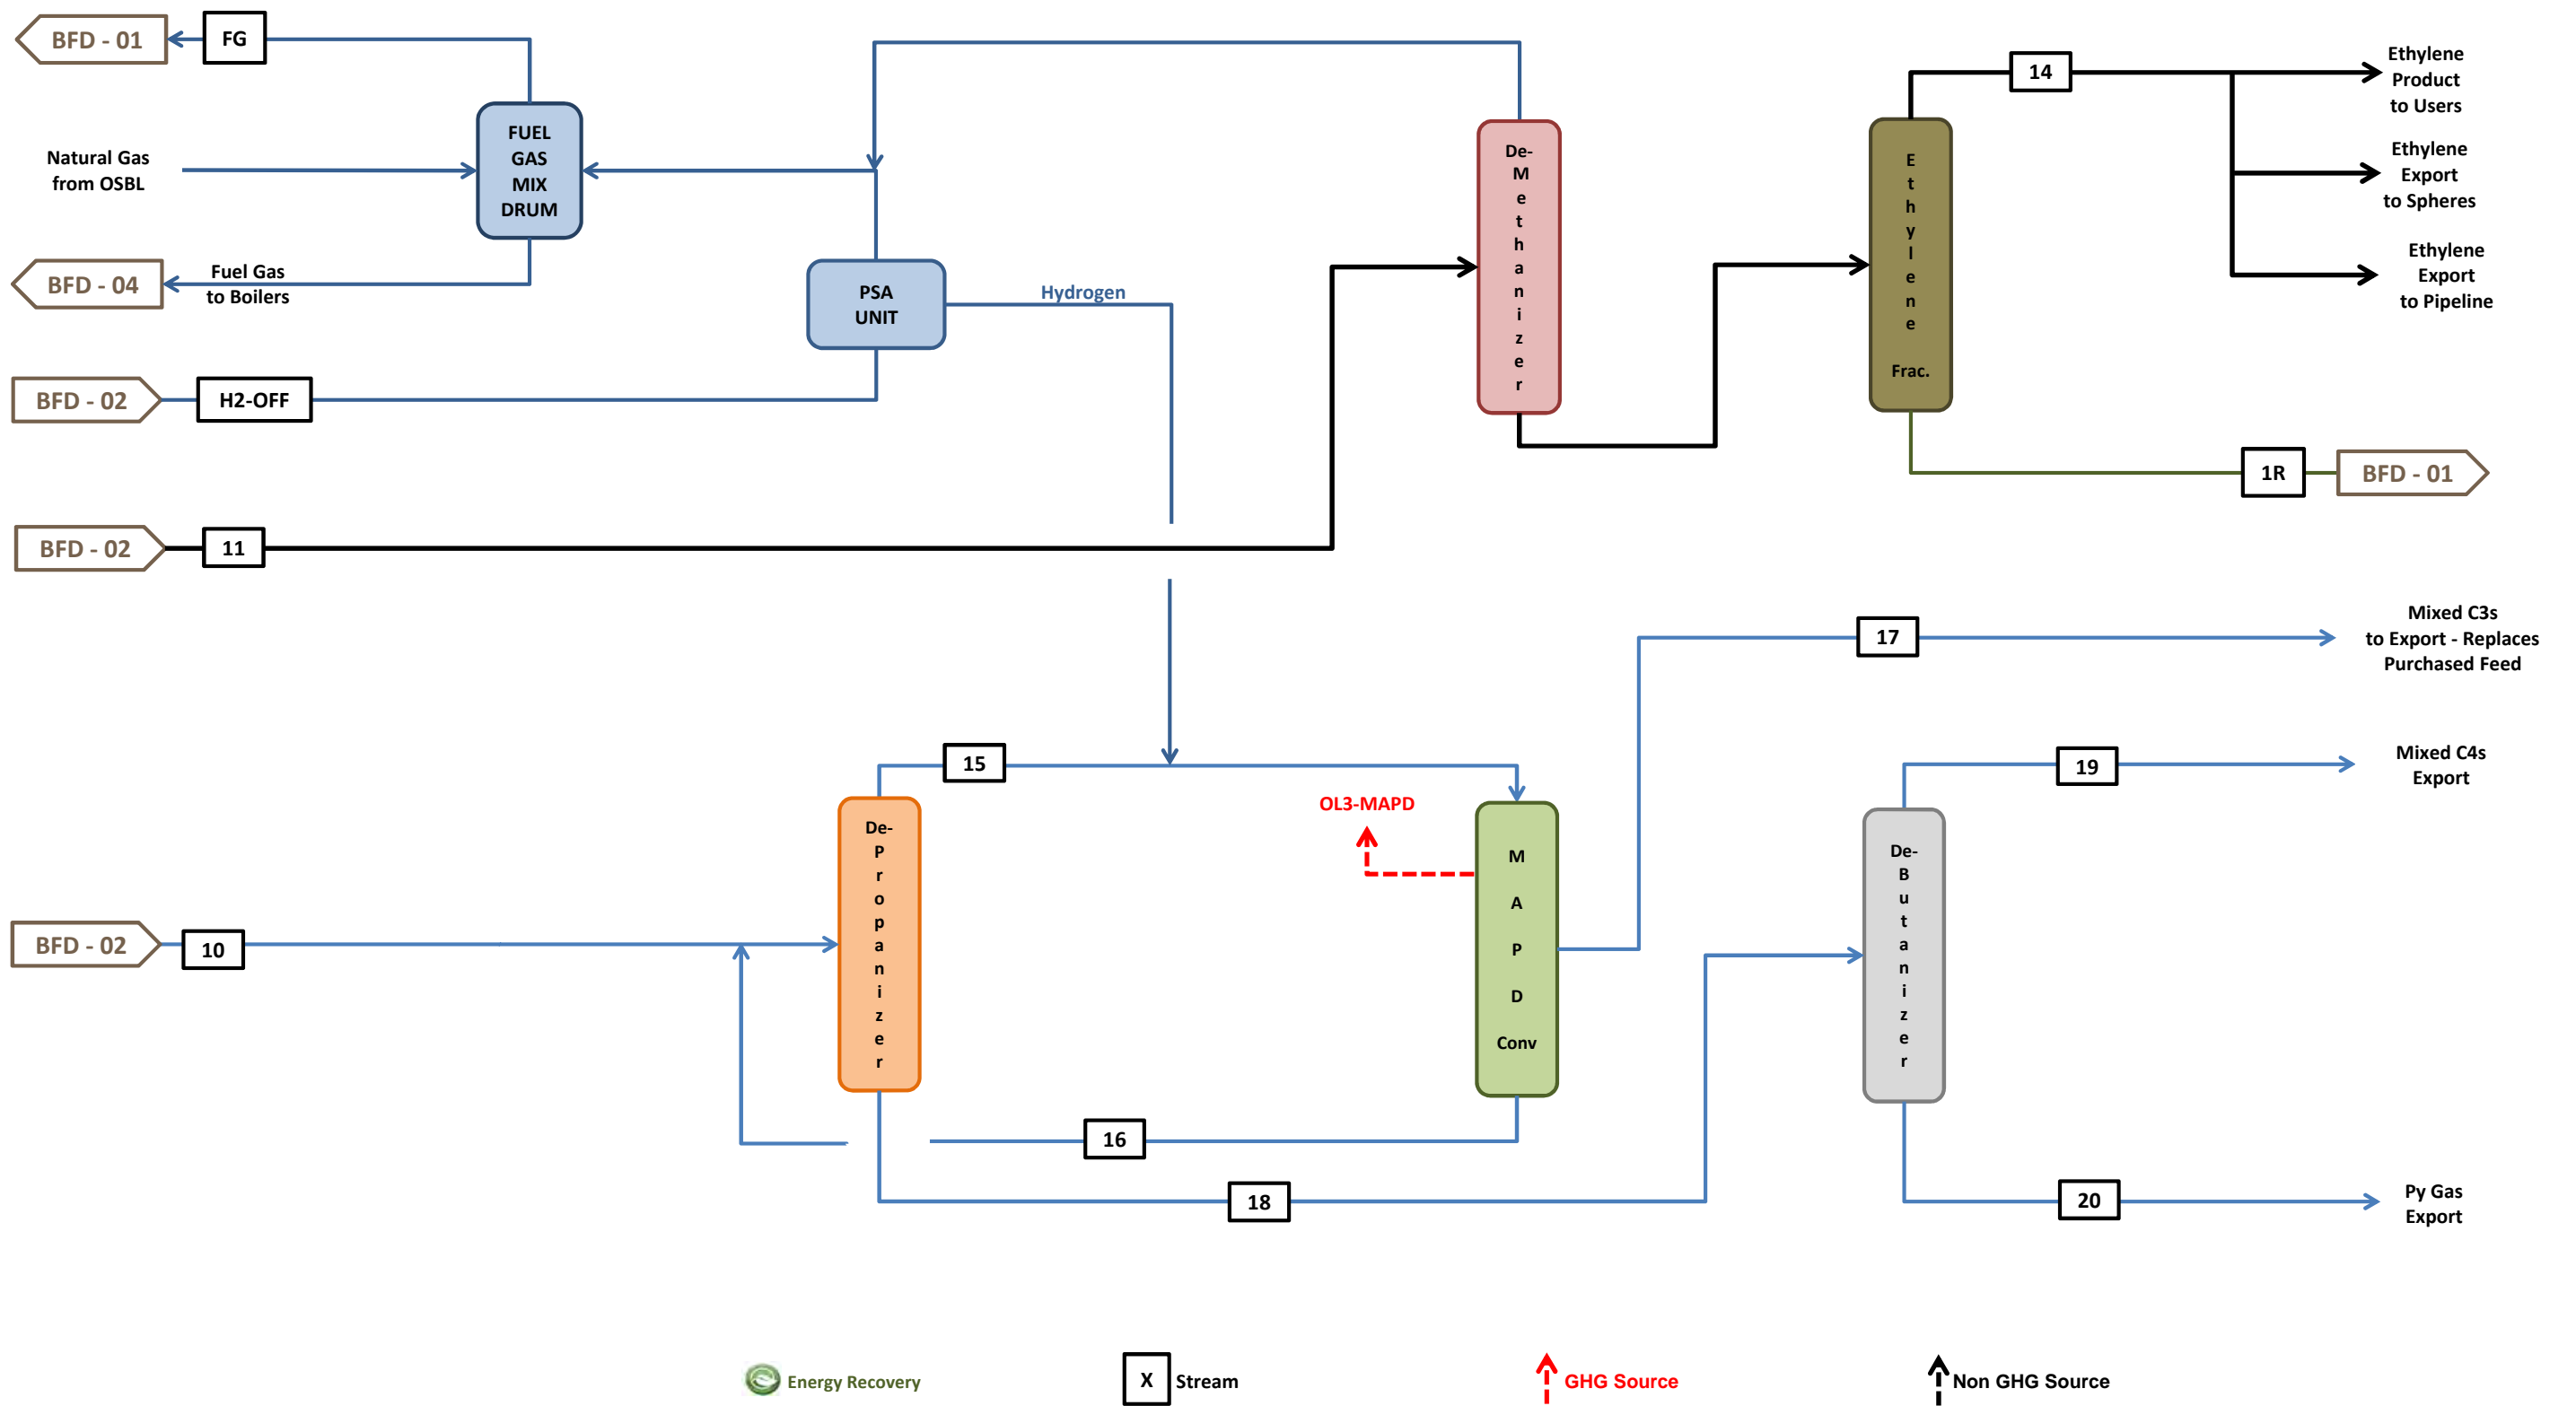 BFD - 01
FG
FUEL
GAS
MIX
DRUM
Natural Gas
from OSBL
BFD - 04
Fuel Gas
to Boilers
PSA
UNIT
Hydrogen
BFD - 02
H2-OFF
BFD - 02
11
De-
M
e
t
h
a
n
i
z
e
r
E
t
h
y
l
e
n
e
Frac.
14
Ethylene
Product
to Users
Ethylene
Export
to Spheres
Ethylene
Export
to Pipeline
1R
BFD - 01
17
Mixed C3s
to Export - Replaces
Purchased Feed
15
De-
P
r
o
p
a
n
i
z
e
r
OL3-MAPD
M
A
P
D
Conv
19
Mixed C4s
Export
De-
B
u
t
a
n
i
z
e
r
BFD - 02
10
16
18
20
Py Gas
Export
Energy Recovery
X
Stream
GHG Source
Non GHG Source